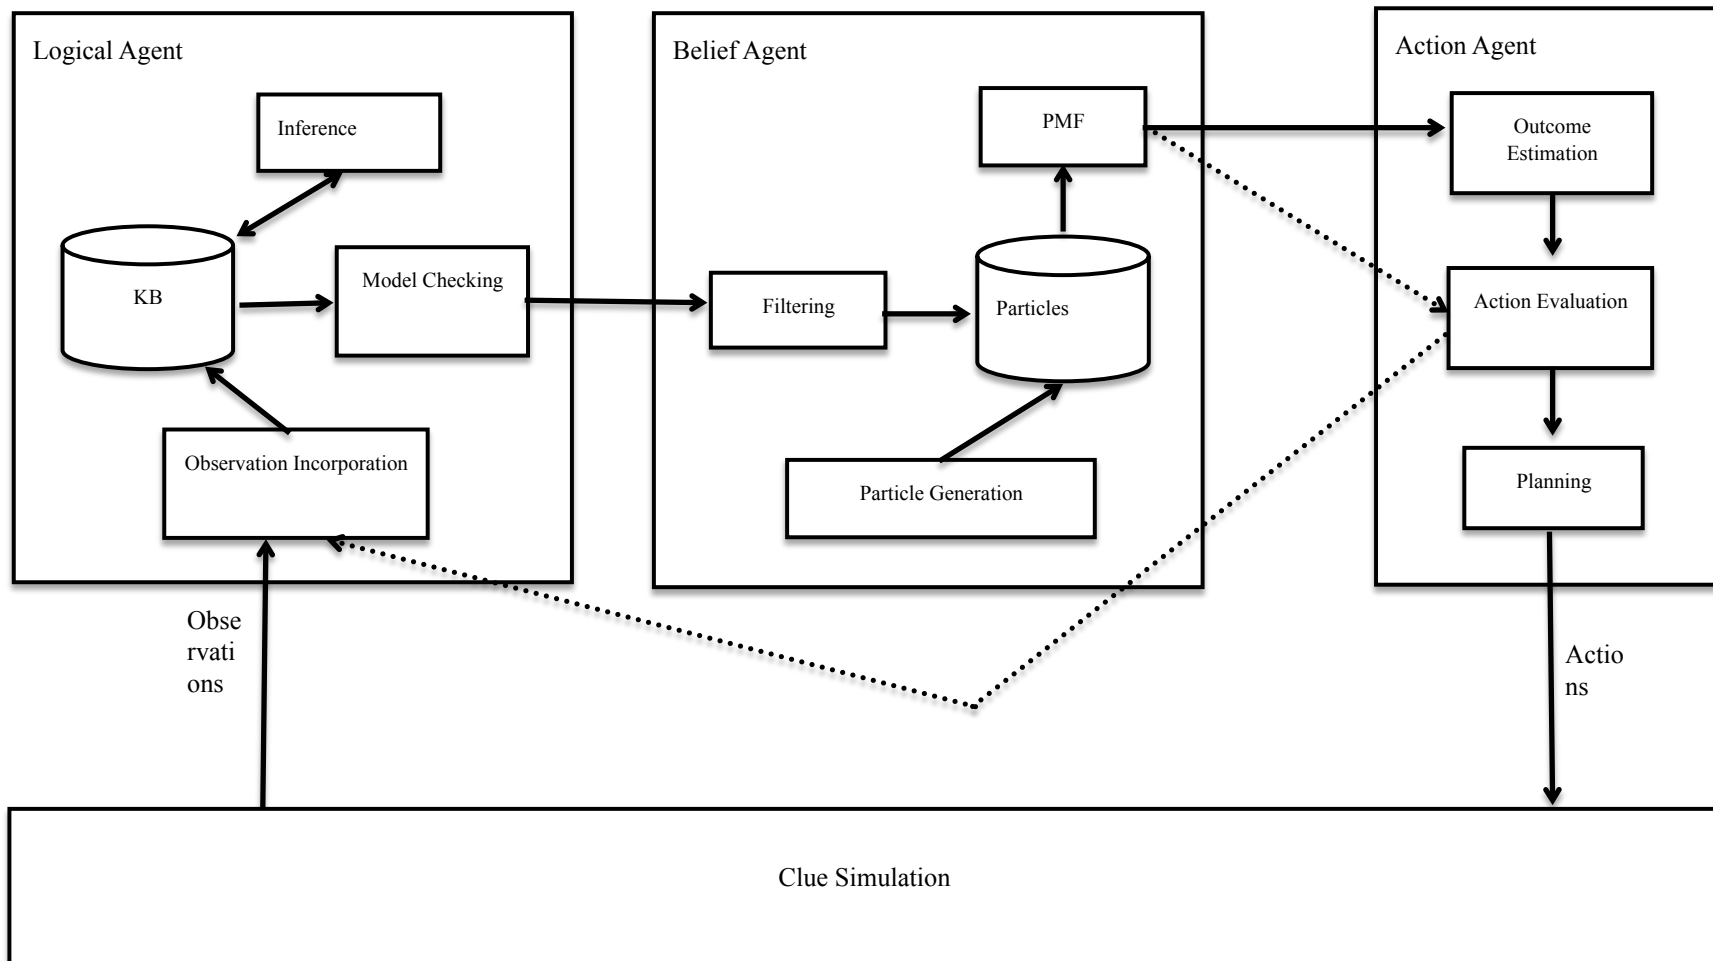 Logical Agent
Inference
KB
Model Checking
Observation Incorporation
Obse
rvati
ons
Belief Agent
PMF
Filtering
Particles
Particle Generation
Action Agent
Outcome
Estimation
Action Evaluation
Planning
Actio
ns
Clue Simulation